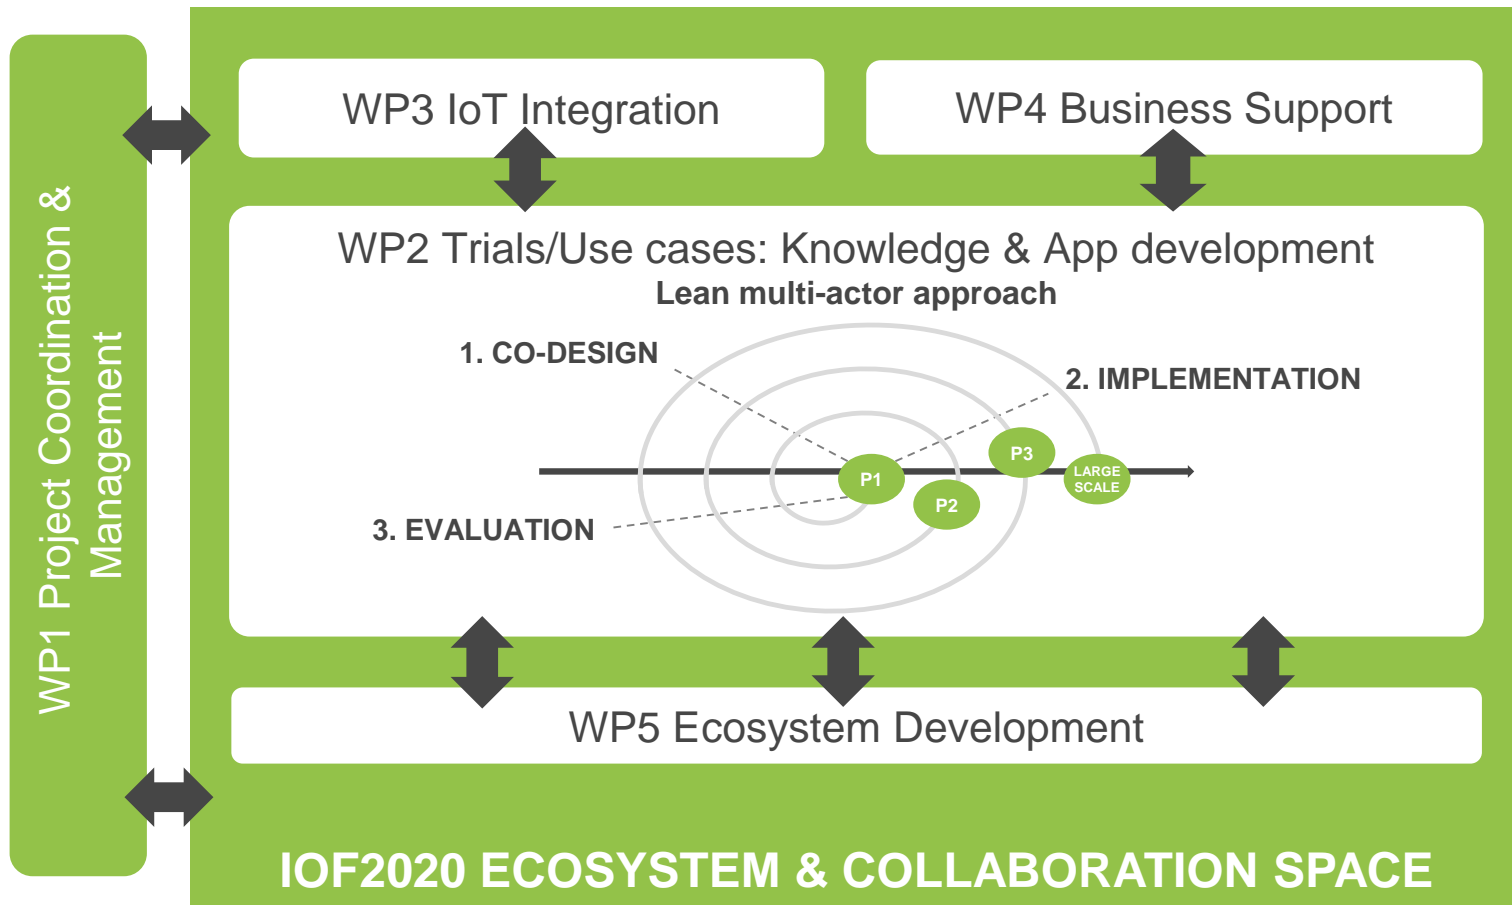 WP1 Project Coordination &
Management
WP3 IoT Integration
WP4 Business Support
WP2 Trials/Use cases: Knowledge & App development
Lean multi-actor approach
1. CO-DESIGN
2. IMPLEMENTATION
P3
P1
LARGE
SCALE
P2
3. EVALUATION
WP5 Ecosystem Development
IOF2020 ECOSYSTEM & COLLABORATION SPACE